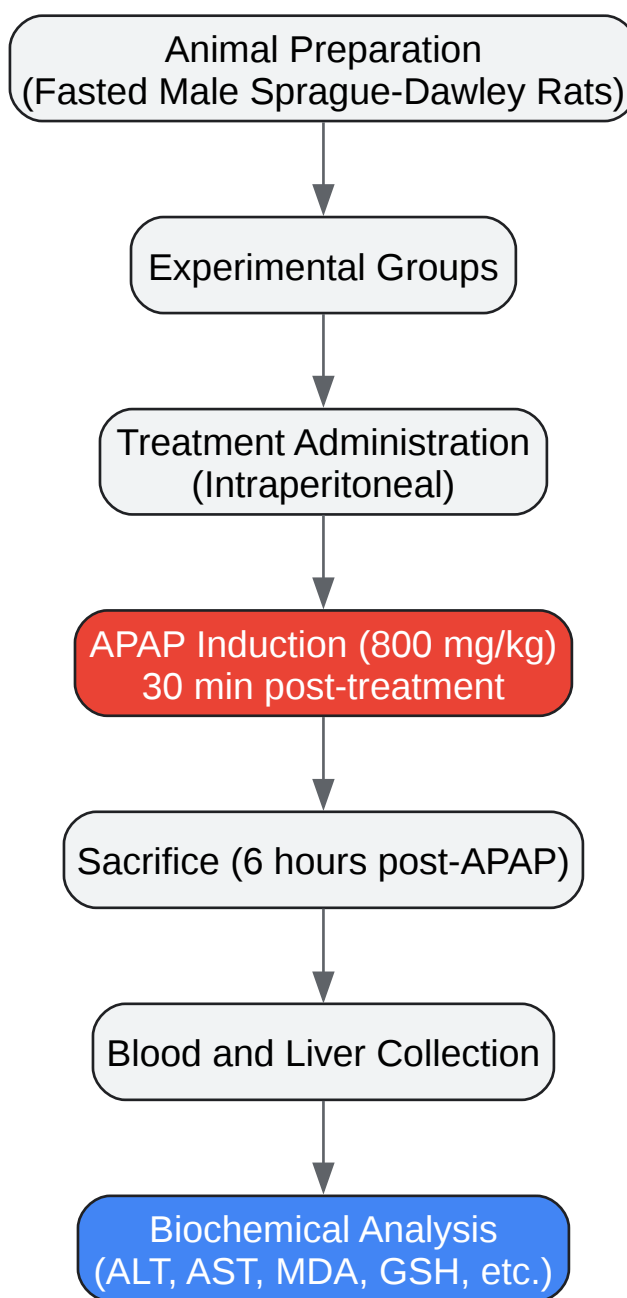 Animal Preparation
(Fasted Male Sprague-Dawley Rats)
Experimental Groups
Treatment Administration
(Intraperitoneal)
APAP Induction (800 mg/kg)
30 min post-treatment
Sacrifice (6 hours post-APAP)
Blood and Liver Collection
Biochemical Analysis
(ALT, AST, MDA, GSH, etc.)